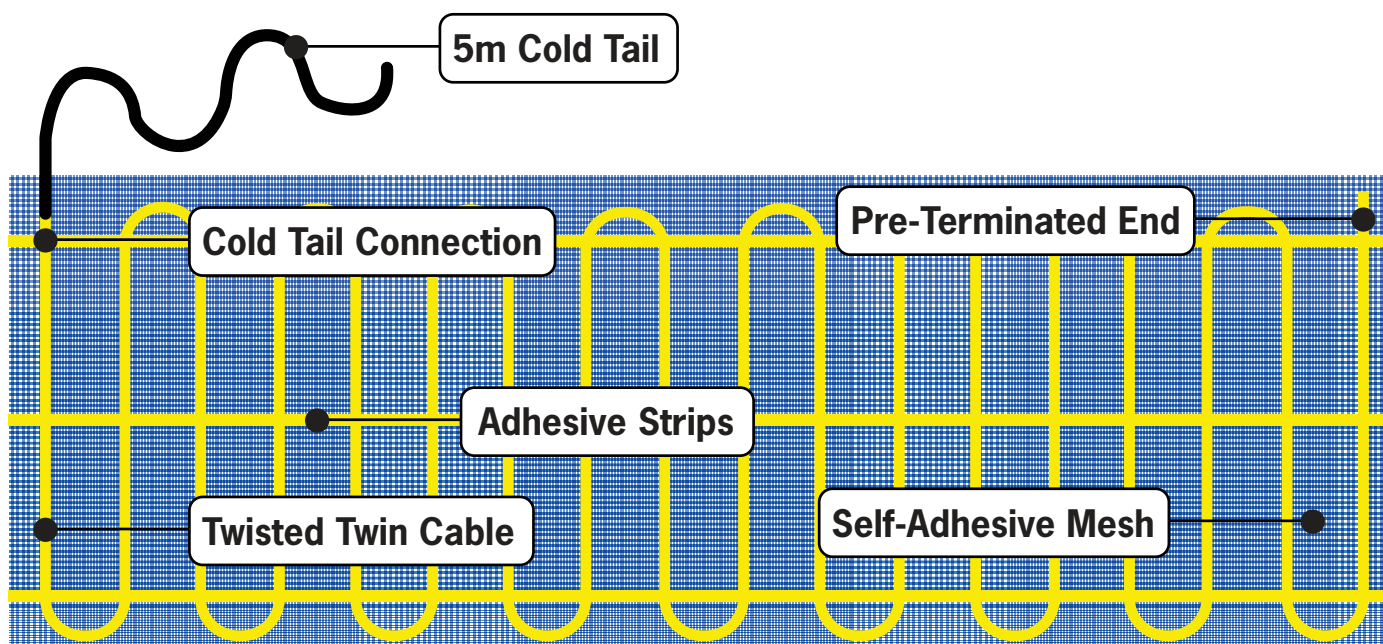 5m Cold Tail
Pre-Terminated End
Cold Tail Connection
Adhesive Strips
Self-Adhesive Mesh
Twisted Twin Cable